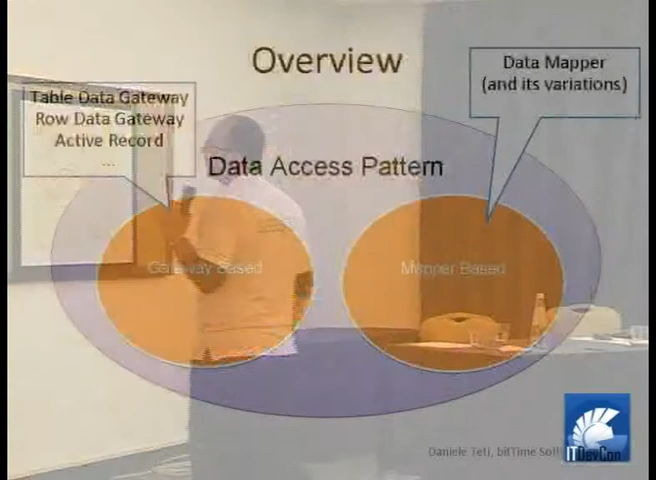 Overview
Table Data Gateway
Row Data Gateway
Active Record
...
Data Mapper
(and its variations)
Data Access Pattern
Gateway Based
Mapper Based
Daniele Teti, bitTime
ITDevCon